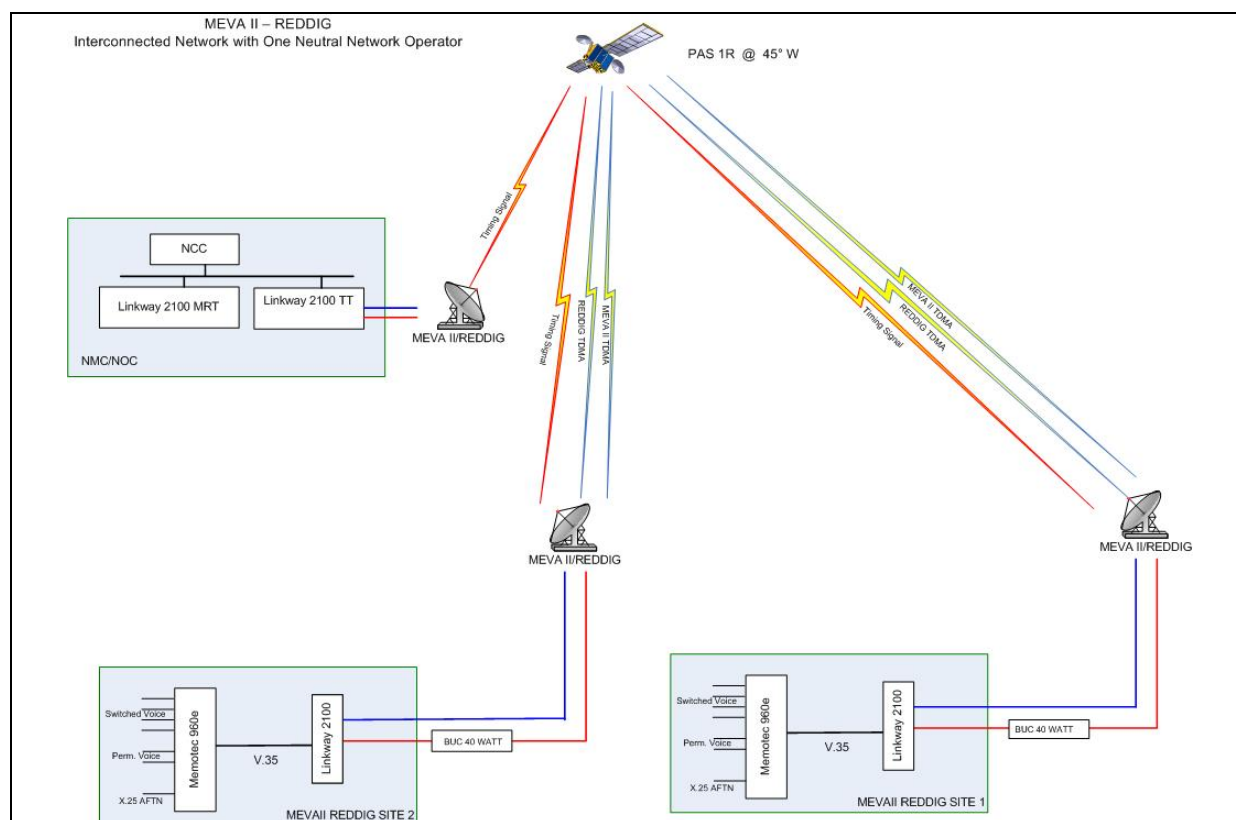 MEVA II – REDDIG
Interconnected Network with One Neutral Network Operator
PAS 1R @ 45° W
Timing Signal
Timing Signal
REDDIG TDMA
MEVA II TDMA
MEVA II TDMA
REDDIG TDMA
Timing Signal
NCC
Linkway 2100 MRT
Linkway 2100 TT
NMC/NOC
MEVA II/REDDIG
MEVA II/REDDIG
MEVA II/REDDIG
Switched Voice
Perm. Voice
X.25 AFTN
Memotec 960e
V.35
Linkway 2100
BUC 40 WATT
MEVAII REDDIG SITE 2
Switched Voice
Perm. Voice
X.25 AFTN
Memotec 960e
V.35
Linkway 2100
BUC 40 WATT
MEVAII REDDIG SITE 1